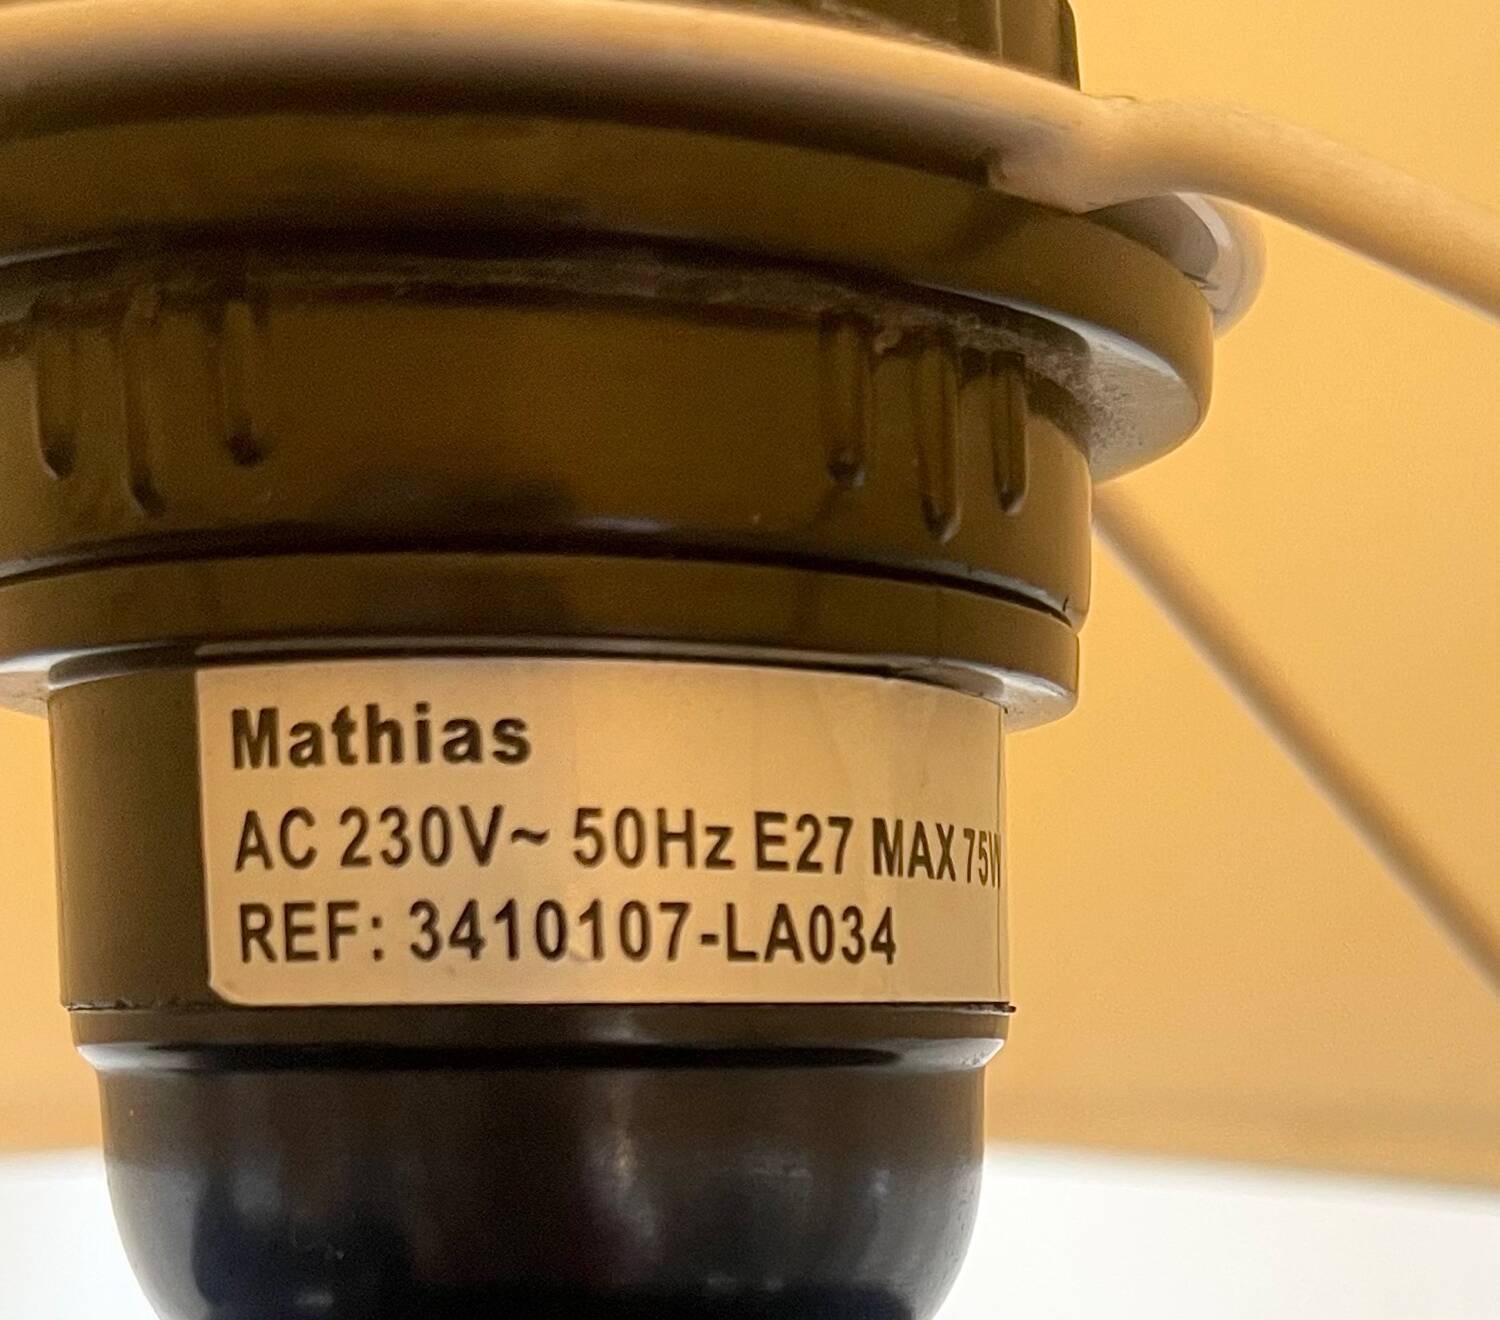 Mathias
AC 230V~ 50Hz E27 MAX 75W
REF: 3410107-LA034